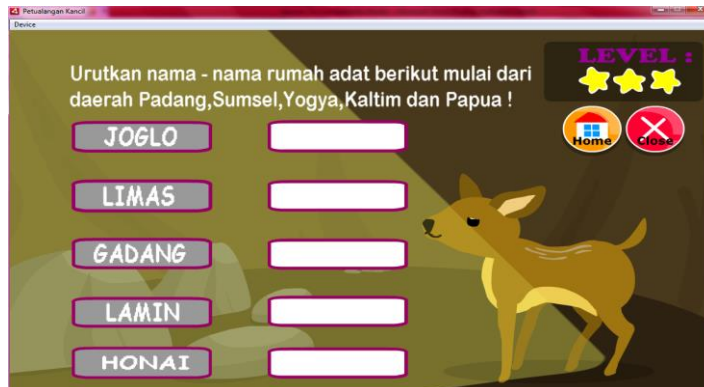 Petualangan Kancil
Device
LEVEL :
Urutkan nama - nama rumah adat berikut mulai dari
daerah Padang,Sumsel,Yogya,Kaltim dan Papua !
Home
Close
JOGLO
LIMAS
GADANG
LAMIN
HONAI